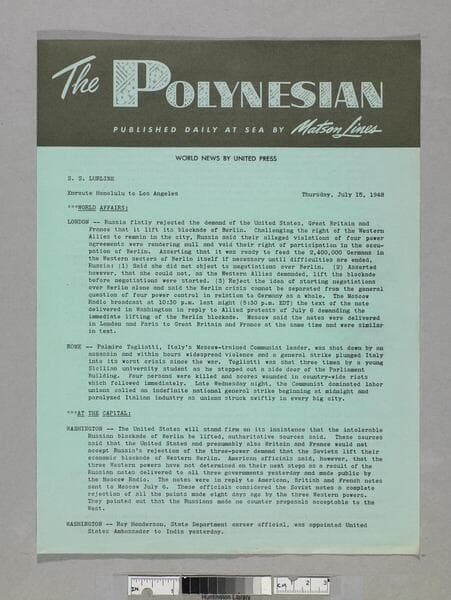 The POLYNESIAN
PUBLISHED DAILY AT SEA BY Matson Lines
WORLD NEWS BY UNITED PRESS
S. S. LURLINE
Enroute Honolulu to Los Angeles Thursday, July 15, 1948
***WORLD AFFAIRS:
LONDON -- Russia flatly rejected the demand of the United States, Great Britain and
France that it lift its blockade of Berlin. Challenging the right of the Western
Allies to remain in the city, Russia said their alleged violations of four power
agreements were rendering null and void their right of participation in the occu-
pation of Berlin. Asserting that it was ready to feed the 2,400,000 Germans in
the Western sectors of Berlin itself if necessary until difficulties are ended,
Russia: (1) Said she did not object to negotiations over Berlin. (2) Asserted
however, that she could not, as the Western Allies demanded, lift the blockade
before negotiations were started. (3) Reject the idea of starting negotiations
over Berlin alone and said the Berlin crisis cannot be separated from the general
question of four power control in relation to Germany as a whole. The Moscow
Radio broadcast at 10:30 p.m. last night (5:30 p.m. EDT) the text of the note
delivered in Washington in reply to Allied protests of July 6 demanding the
immediate lifting of the Berlin blockade. Moscow said the notes were delivered
in London and Paris to Great Britain and France at the same time and were similar
in text.
ROME -- Palmiro Togliatti, Italy's Moscow-trained Communist leader, was shot down by an
assassin and within hours widespread violence and a general strike plunged Italy
into its worst crisis since the war. Togliatti was shot three times by a young
Sicilian university student as he stepped out a side door of the Parliament
Building. Four persons were killed and scores wounded in country-wide riots
which followed immediately. Late Wednesday night, the Communist dominated labor
unions called an indefinite national general strike beginning at midnight and
paralyzed Italian industry as unions struck swiftly in every big city.
***AT THE CAPITAL:
WASHINGTON -- The United States will stand firm on its insistence that the intolerable
Russian blockade of Berlin be lifted, authoritative sources said. These sources
said that the United States and presumably also Britain and France would not
accept Russia's rejection of the three-power demand that the Soviets lift their
economic blockade of Western Berlin. American officials said, however, that the
three Western powers have not determined on their next steps as a result of the
Russian notes delivered to all three governments yesterday and made public by
the Moscow Radio. The notes were in reply to American, British and French notes
sent to Moscow July 6. These officials considered the Soviet notes a complete
rejection of all the points made eight days ago by the three Western powers.
They pointed out that the Russians made no counter proposals acceptable to the
West.
WASHINGTON -- Roy Henderson, State Department career official, was appointed United
States Ambassador to India yesterday.
1 CM 2 3
Huntington Library